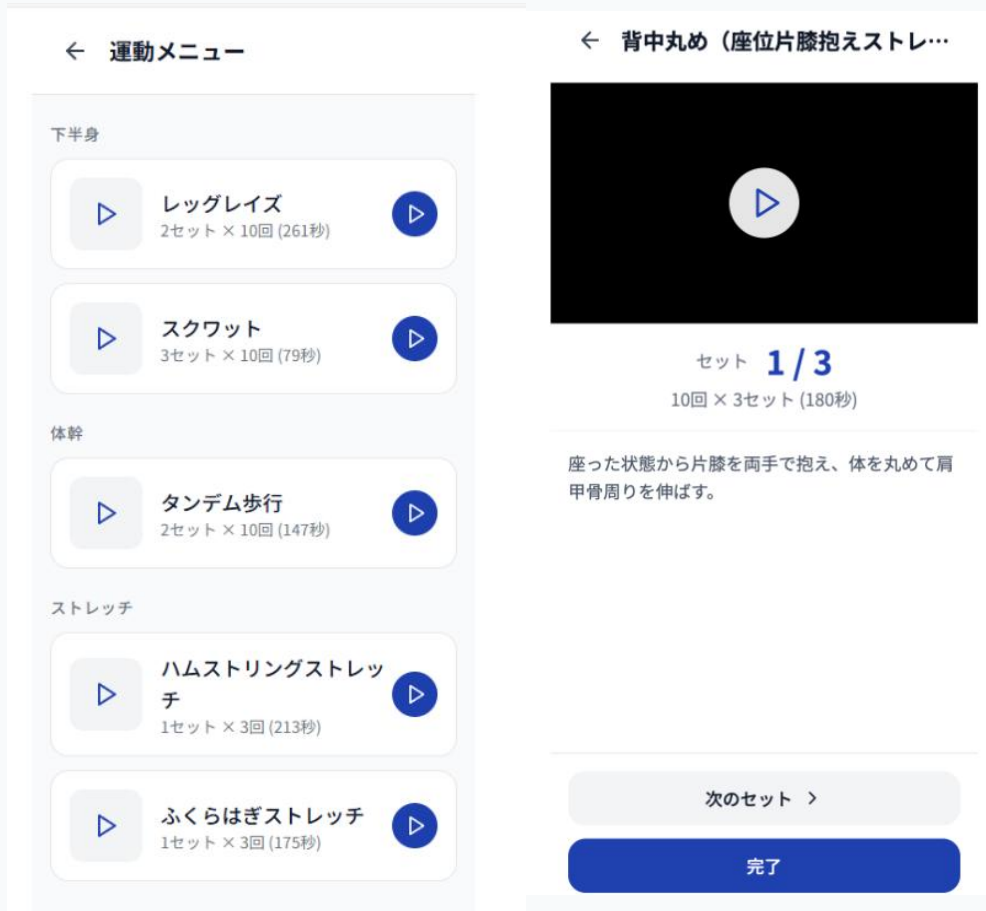 運動メニュー
下半身
レッグレイズ
2セット × 10回 (261秒)
スクワット
3セット × 10回 (79秒)
体幹
タンデム歩行
2セット × 10回 (147秒)
ストレッチ
ハムストリングストレッ
チ
1セット × 3回 (213秒)
ふくらはぎストレッチ
1セット × 3回 (175秒)
背中丸め（座位片膝抱えストレ…
セット 1 / 3
10回 × 3セット (180秒)
座った状態から片膝を両手で抱え、体を丸めて肩
甲骨周りを伸ばす。
次のセット
完了